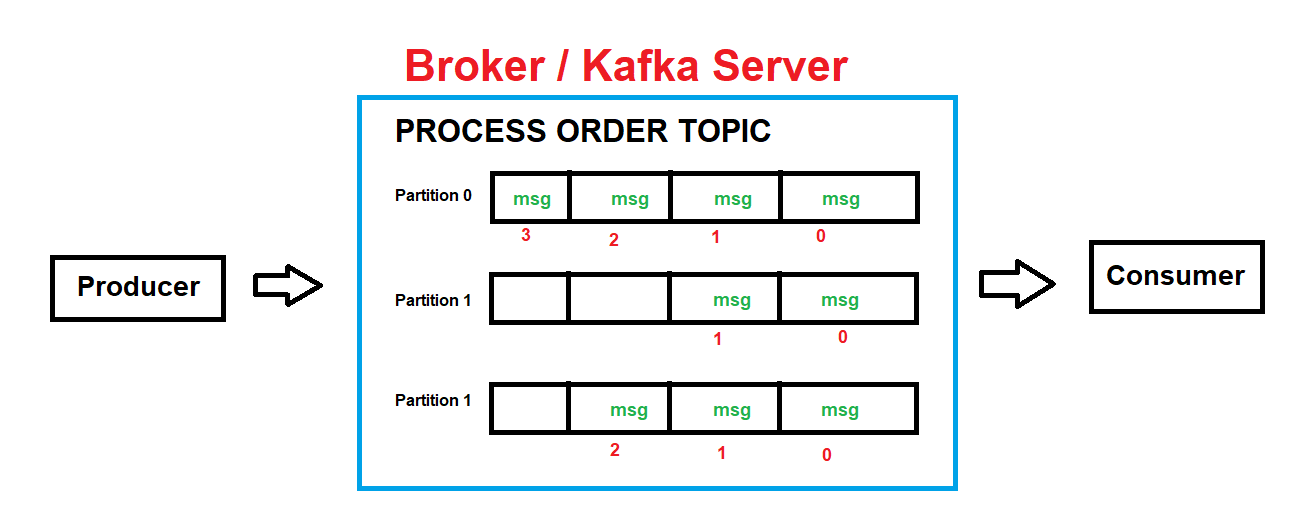 Broker / Kafka Server
PROCESS ORDER TOPIC
Partition 0
msg msg msg msg
3 2 1 0
Producer
Consumer
Partition 1
msg msg
1 0
Partition 1
msg msg msg
2 1 0